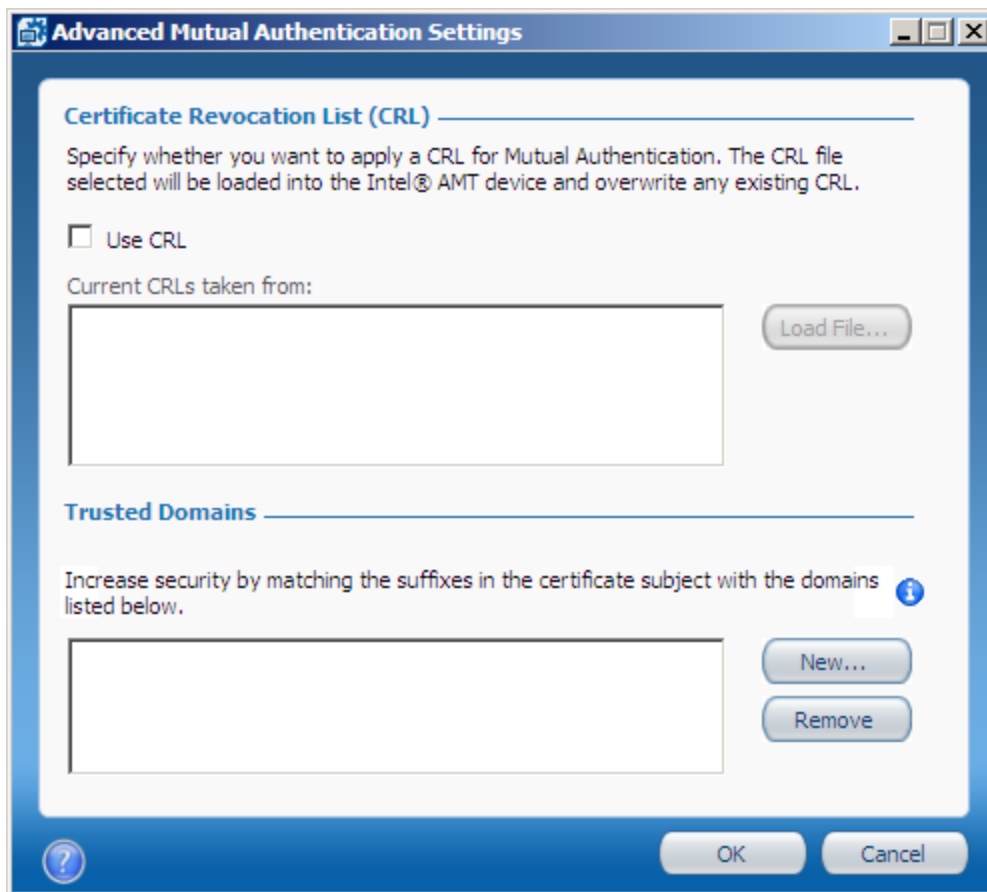 Advanced Mutual Authentication Settings
Certificate Revocation List (CRL)
Specify whether you want to apply a CRL for Mutual Authentication. The CRL file
selected will be loaded into the Intel® AMT device and overwrite any existing CRL.
Use CRL
Current CRLs taken from:
Load File...
Trusted Domains
Increase security by matching the suffixes in the certificate subject with the domains
listed below.
New...
Remove
OK
Cancel